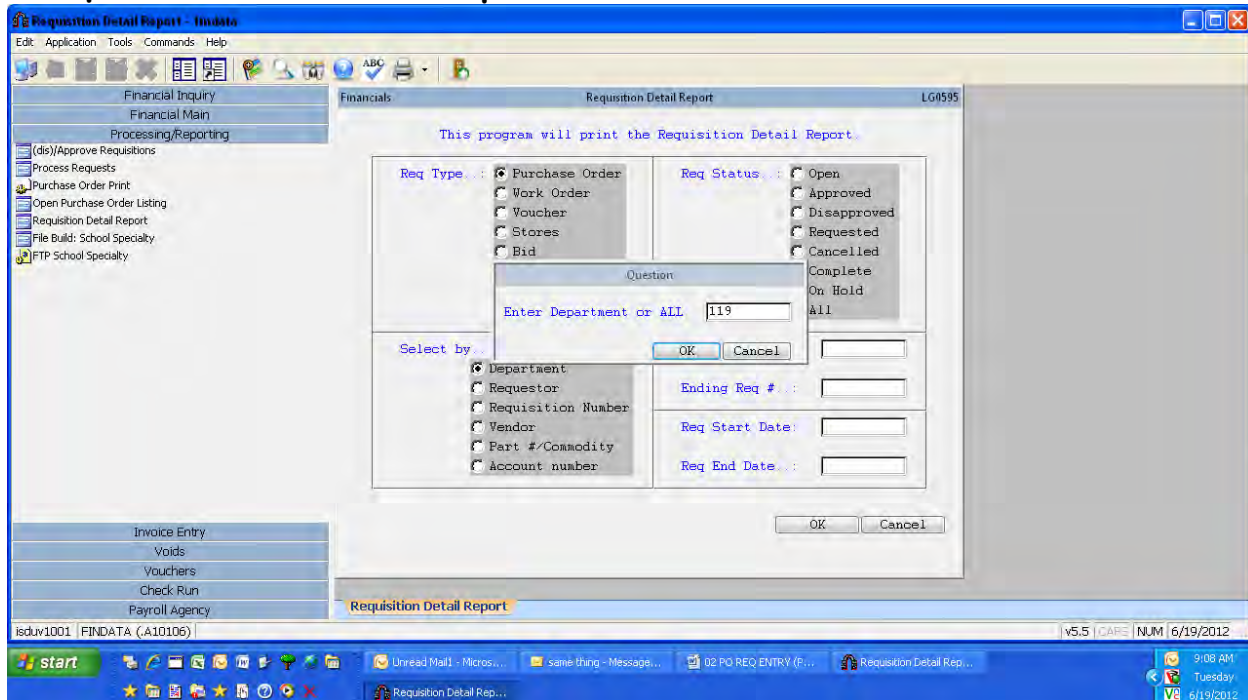 Requisition Detail Report - findata
Edit Application Tools Commands Help
ABC
Financial Inquiry
Financial Main
Processing/Reporting
(dis)/Approve Requisitions
Process Requests
Purchase Order Print
Open Purchase Order Listing
Requisition Detail Report
File Build: School Specialty
FTP School Specialty
Invoice Entry
Voids
Vouchers
Check Run
Payroll Agency
Financials Requisition Detail Report LG0595
This program will print the Requisition Detail Report.
Req Type..: Purchase Order
Work Order
Voucher
Stores
Bid
Req Status..: Open
Approved
Disapproved
Requested
Cancelled
Complete
On Hold
All
Question
Enter Department or ALL 119
OK Cancel
Select by..
Department
Requestor
Requisition Number
Vendor
Part #/Commodity
Account number
Ending Req #..:
Req Start Date:
Req End Date..:
OK Cancel
Requisition Detail Report
isduv1001 FINDATA (.A10106) v5.5 CAPS NUM 6/19/2012
start Unread Mail1 - Micros... same thing - Message... 02 PO REQ ENTRY (P... Requisition Detail Rep... 9:08 AM
Requisition Detail Rep... Tuesday
6/19/2012